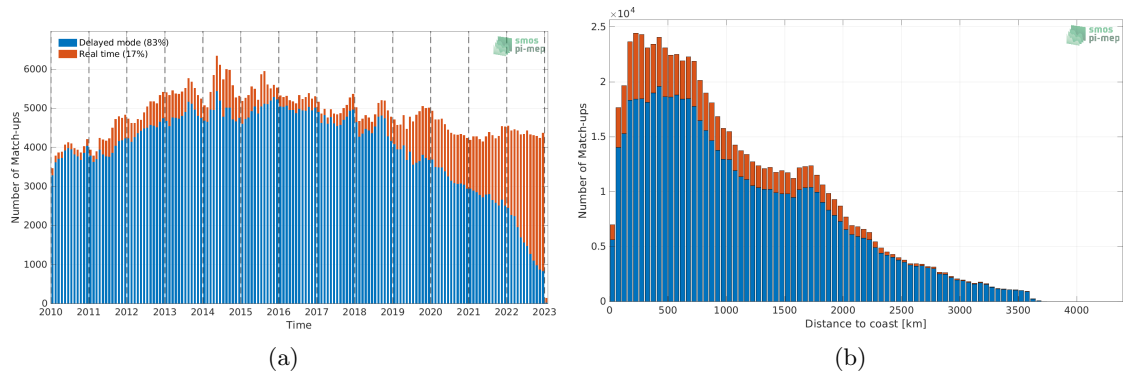 Delayed mode (83%)
Real time (17%)
smos
pi-mep
Number of Match-ups
6000
5000
4000
3000
2000
1000
0
2010 2011 2012 2013 2014 2015 2016 2017 2018 2019 2020 2021 2022 2023
Time
(a)
×10⁴
smos
pi-mep
Number of Match-ups
2.5
2
1.5
1
0.5
0
0 500 1000 1500 2000 2500 3000 3500 4000
Distance to coast [km]
(b)